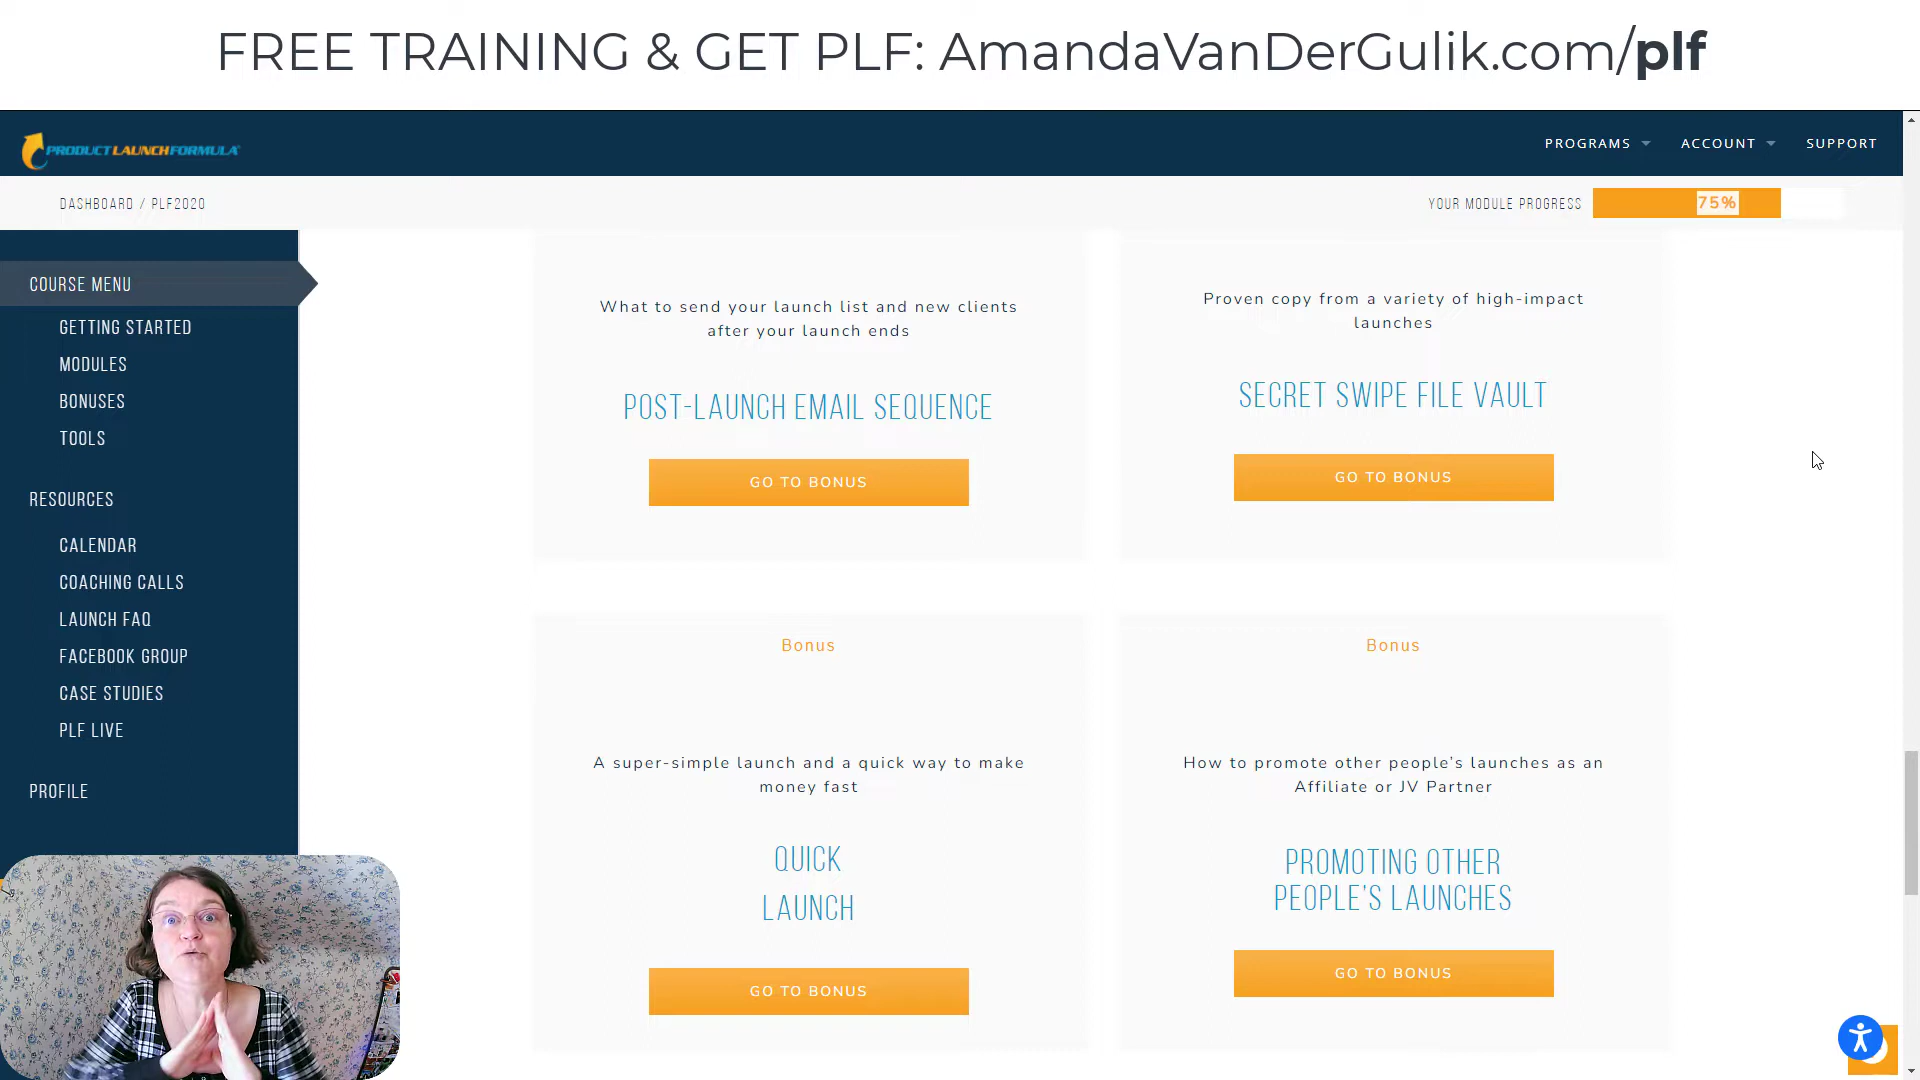 FREE TRAINING & GET PLF: AmandaVanDerGulik.com/plf
PRODUCT LAUNCH FORMULA
PROGRAMS
ACCOUNT
SUPPORT
DASHBOARD / PLF2020
YOUR MODULE PROGRESS
75%
COURSE MENU
GETTING STARTED
MODULES
BONUSES
TOOLS
RESOURCES
CALENDAR
COACHING CALLS
LAUNCH FAQ
FACEBOOK GROUP
CASE STUDIES
PLF LIVE
PROFILE
What to send your launch list and new clients
after your launch ends
POST-LAUNCH EMAIL SEQUENCE
GO TO BONUS
Proven copy from a variety of high-impact
launches
SECRET SWIPE FILE VAULT
GO TO BONUS
Bonus
A super-simple launch and a quick way to make
money fast
QUICK
LAUNCH
GO TO BONUS
Bonus
How to promote other people's launches as an
Affiliate or JV Partner
PROMOTING OTHER
PEOPLE'S LAUNCHES
GO TO BONUS